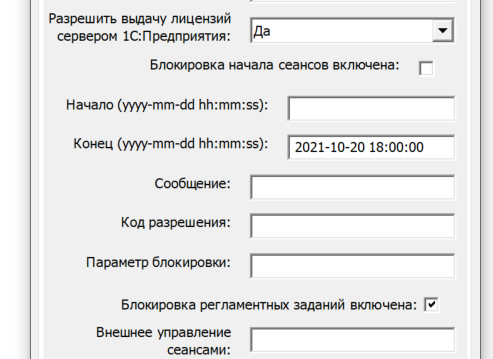 Разрешить выдачу лицензий
сервером 1С:Предприятия:
Да
Блокировка начала сеансов включена:
Начало (yyyy-mm-dd hh:mm:ss):
Конец (yyyy-mm-dd hh:mm:ss):
2021-10-20 18:00:00
Сообщение:
Код разрешения:
Параметр блокировки:
Блокировка регламентных заданий включена:
Внешнее управление
сеансами: